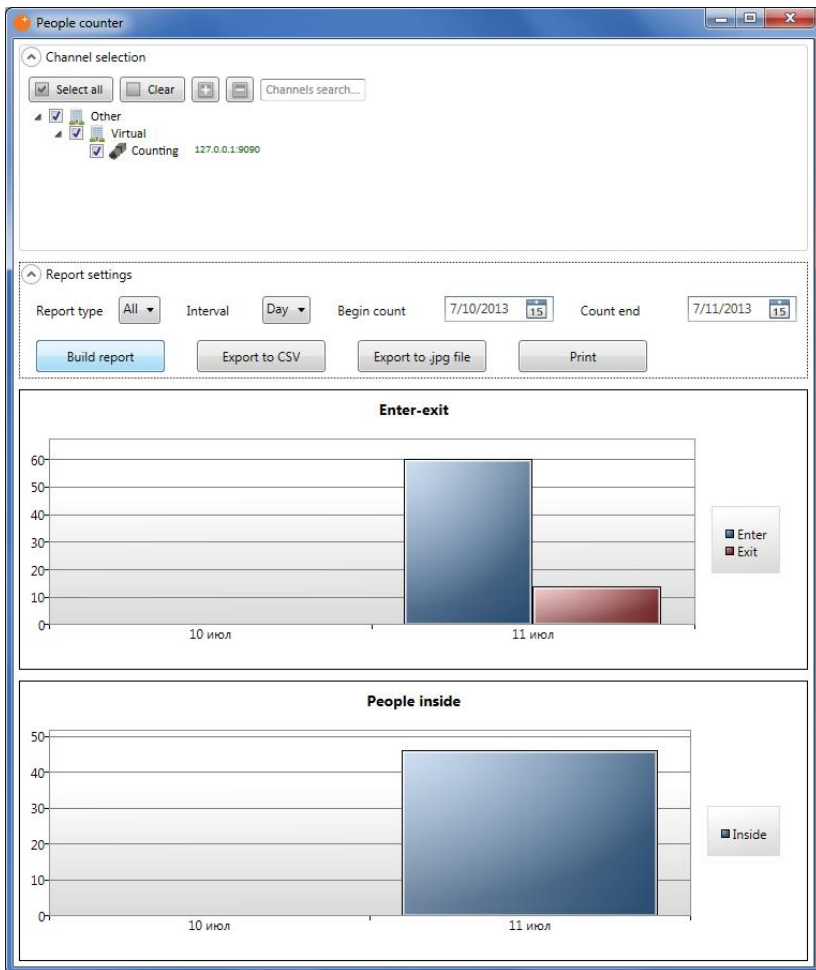 People counter
Channel selection
Select all Clear Channels search...
Other
Virtual
Counting 127.0.0.1:9090
Report settings
Report type All Interval Day Begin count 7/10/2013 15 Count end 7/11/2013 15
Build report Export to CSV Export to .jpg file Print
Enter-exit
60
50
40
30
20
10
0
10 июл 11 июл
Enter
Exit
People inside
50
40
30
20
10
0
10 июл 11 июл
Inside